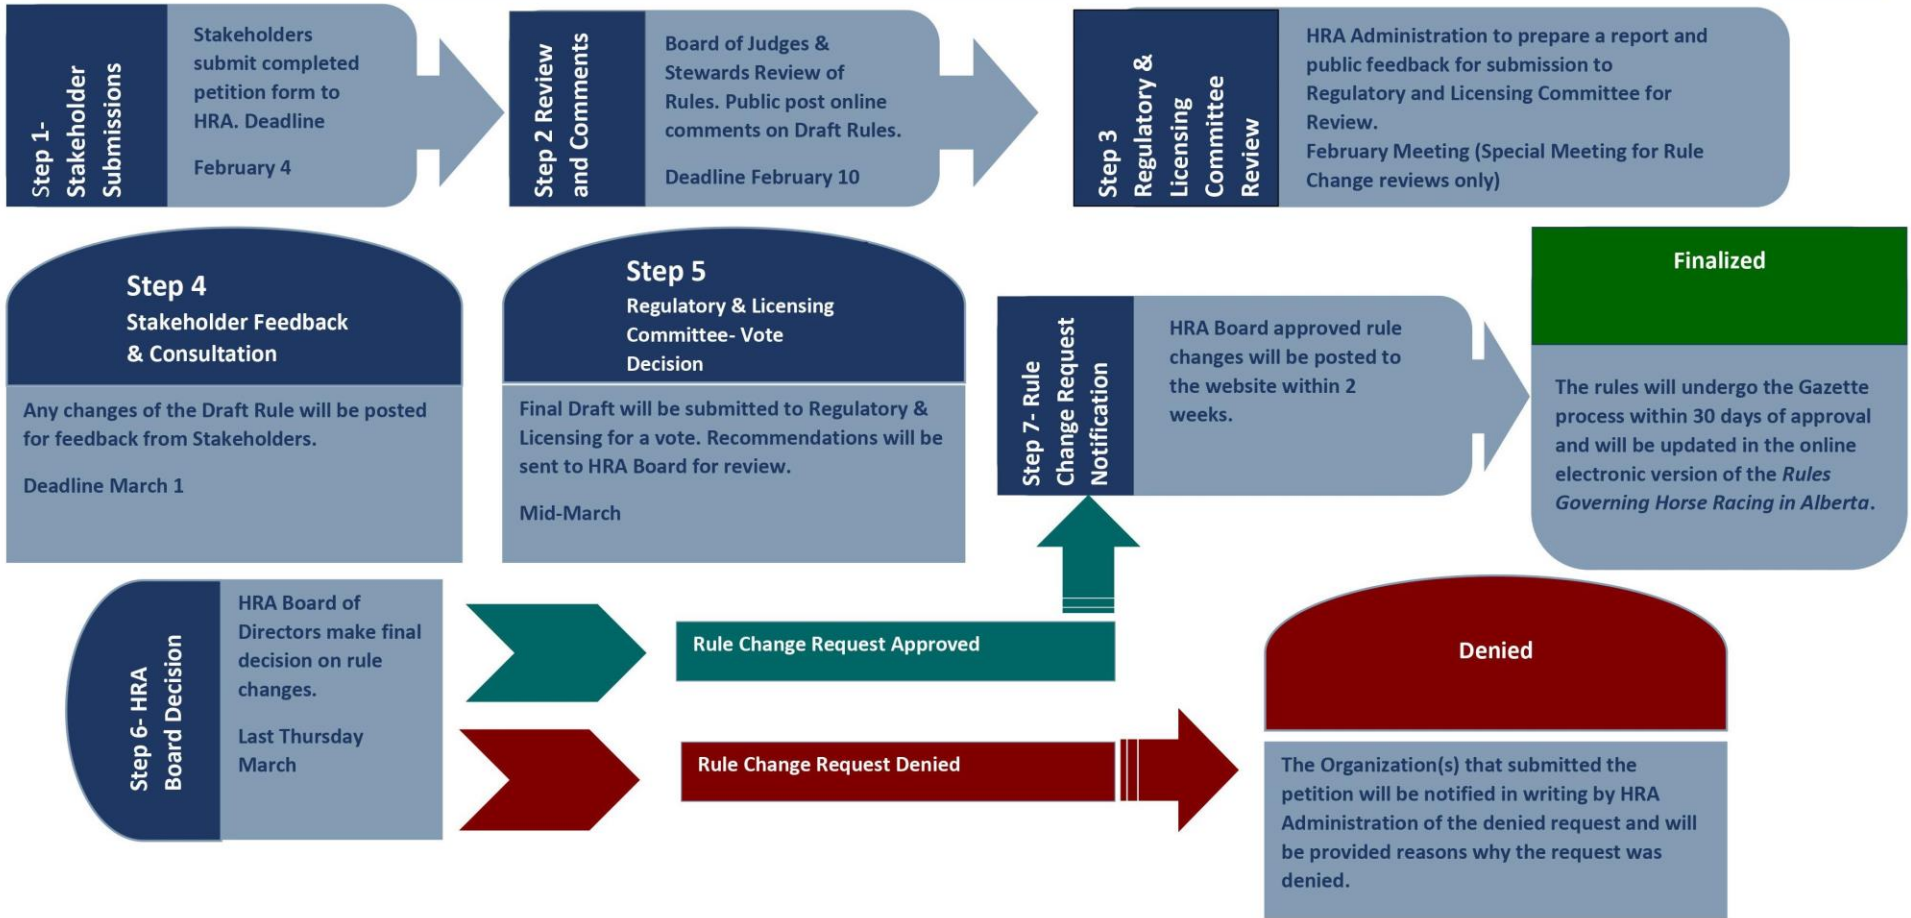 Step 1-
Stakeholder
Submissions
Stakeholders
submit completed
petition form to
HRA. Deadline
February 4
Step 2 Review
and Comments
Board of Judges &
Stewards Review of
Rules. Public post online
comments on Draft Rules.
Deadline February 10
Step 3
Regulatory &
Licensing
Committee
Review
HRA Administration to prepare a report and
public feedback for submission to
Regulatory and Licensing Committee for
Review.
February Meeting (Special Meeting for Rule
Change reviews only)
Step 4
Stakeholder Feedback
& Consultation
Any changes of the Draft Rule will be posted
for feedback from Stakeholders.
Deadline March 1
Step 5
Regulatory & Licensing
Committee- Vote
Decision
Final Draft will be submitted to Regulatory &
Licensing for a vote. Recommendations will be
sent to HRA Board for review.
Mid-March
Step 6- HRA
Board Decision
HRA Board of
Directors make final
decision on rule
changes.
Last Thursday
March
Rule Change Request Approved
Rule Change Request Denied
Step 7- Rule
Change Request
Notification
HRA Board approved rule
changes will be posted to
the website within 2
weeks.
Finalized
The rules will undergo the Gazette
process within 30 days of approval
and will be updated in the online
electronic version of the Rules
Governing Horse Racing in Alberta.
Denied
The Organization(s) that submitted the
petition will be notified in writing by HRA
Administration of the denied request and will
be provided reasons why the request was
denied.